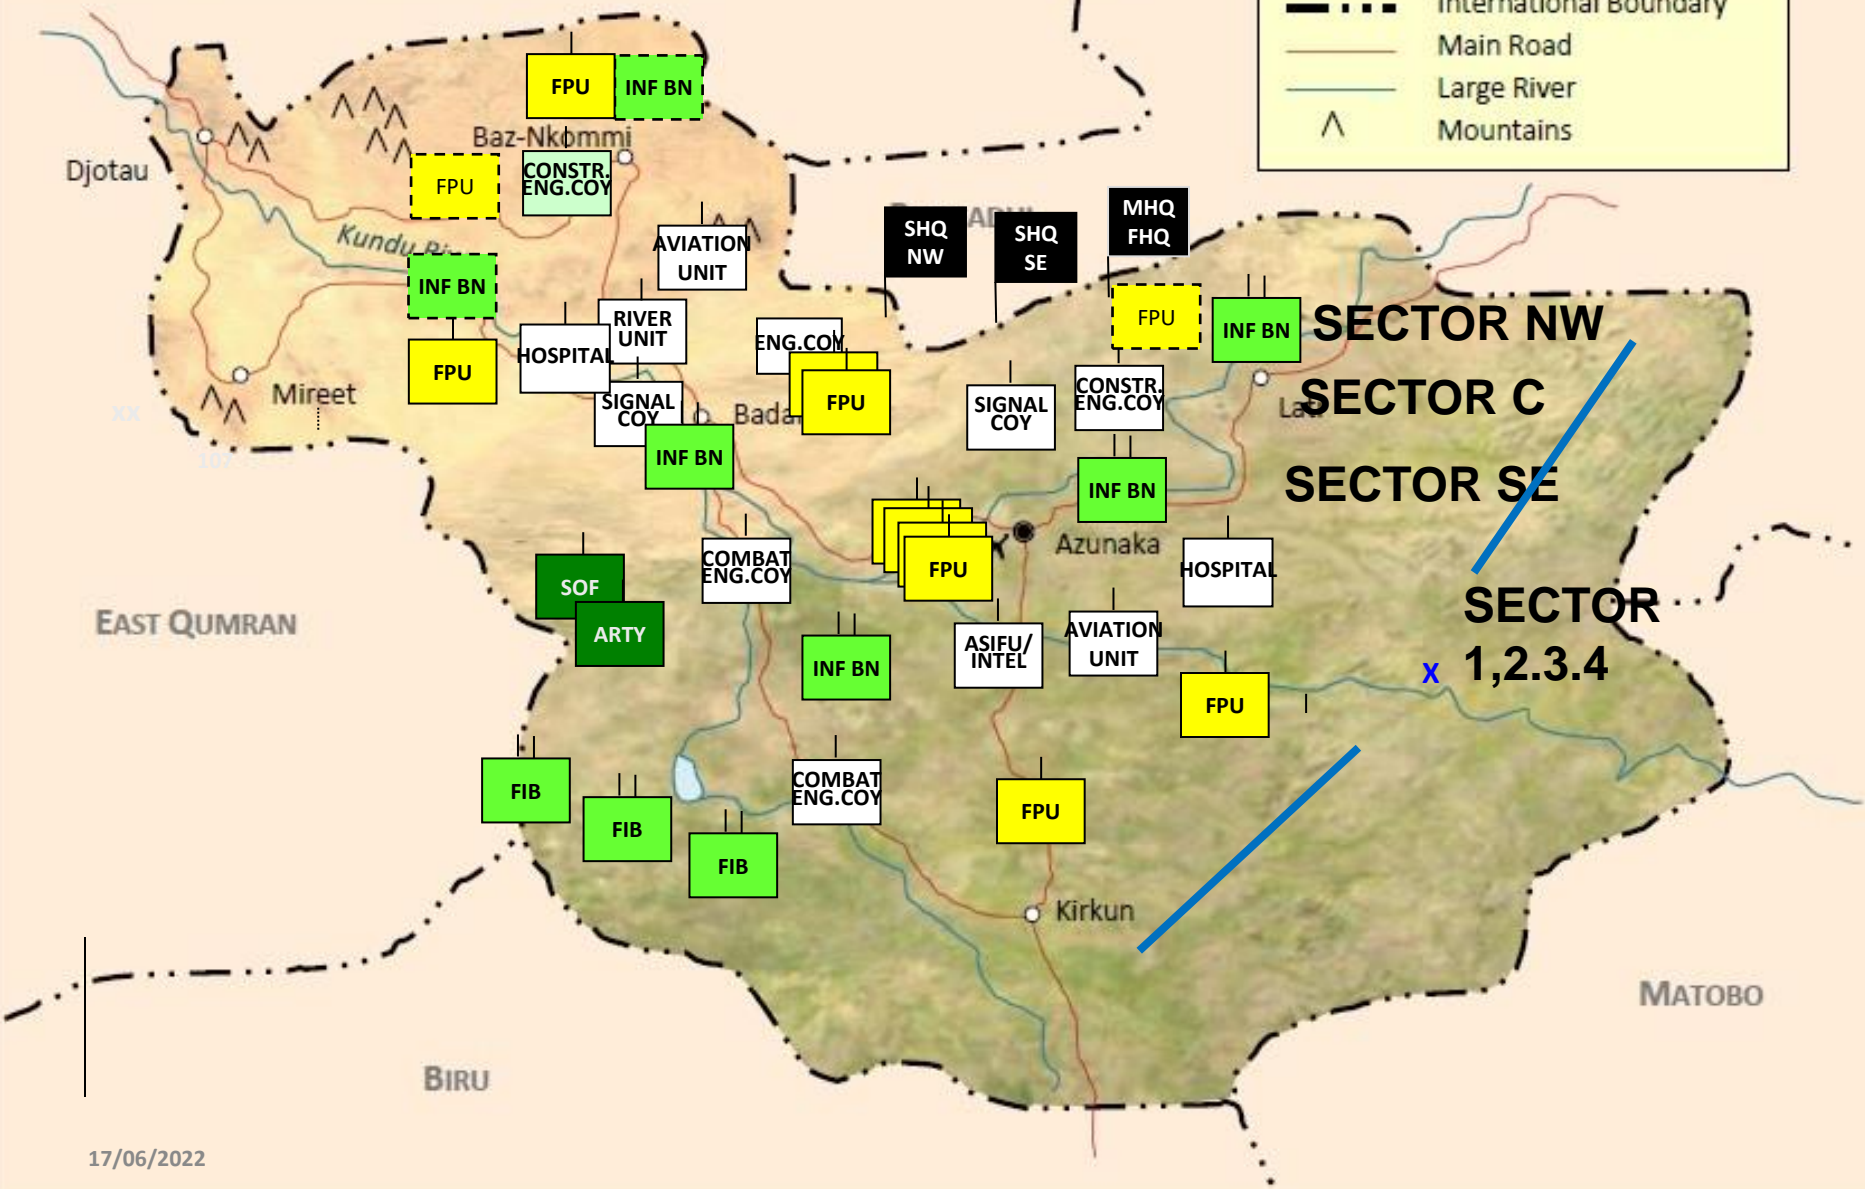 International Boundary
Main Road
Large River
Mountains
FPU
INF BN
Baz-Nkommi
Djotau
FPU
CONSTR.
ENG.COY
Kundu
AVIATION
UNIT
SHQ
NW
SHQ
SE
MHQ
FHQ
INF BN
FPU
INF BN
SECTOR NW
RIVER
UNIT
HOSPITAL
ENG.COY
FPU
Mireet
SIGNAL
COY
FPU
SIGNAL
COY
CONSTR.
ENG.COY
SECTOR C
XX
107
INF BN
INF BN
SECTOR SE
COMBAT
ENG.COY
FPU
Azunaka
HOSPITAL
SOF
ARTY
EAST QUMRAN
INF BN
ASIFU/
INTEL
AVIATION
UNIT
SECTOR
1,2.3.4
X
FPU
FIB
FIB
FIB
COMBAT
ENG.COY
FPU
Kirkun
MATOBO
BIRU
17/06/2022